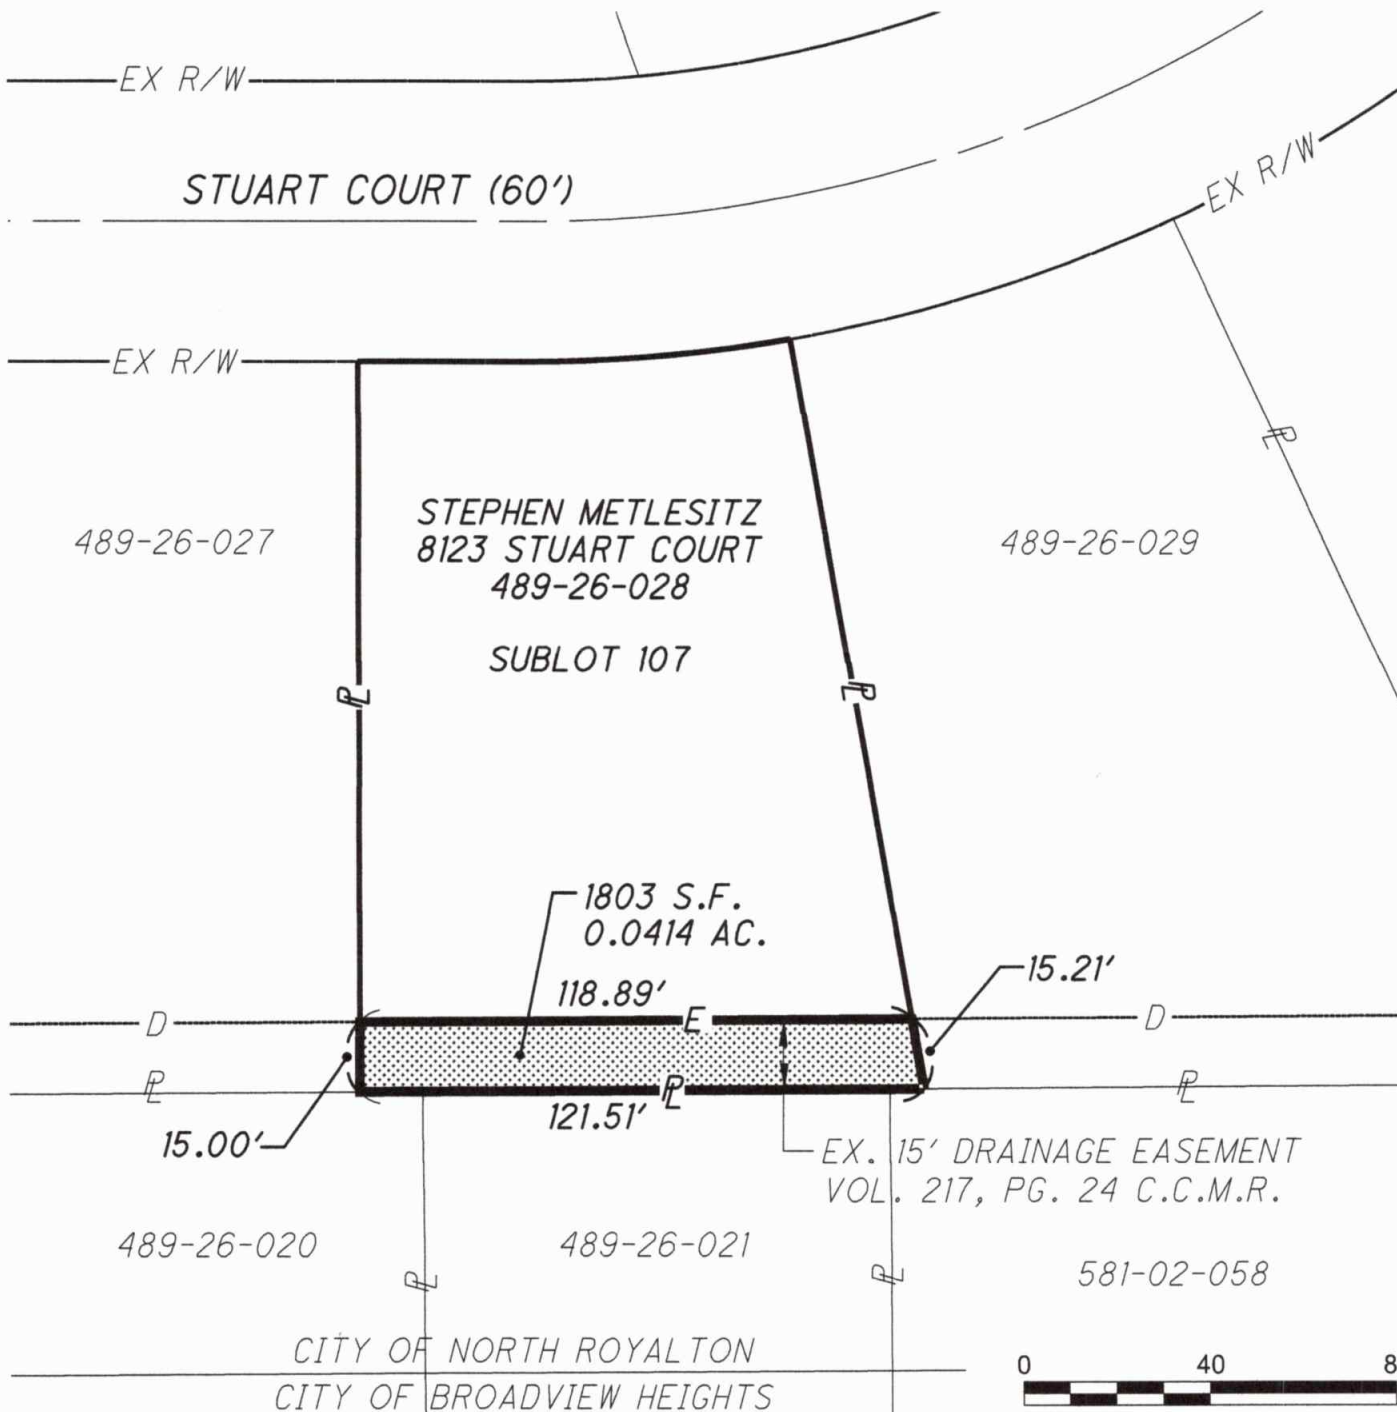 EX R/W
EX R/W
STUART COURT (60')
EX R/W
PL
489-26-027
STEPHEN METLESITZ
8123 STUART COURT
489-26-028
489-26-029
SUBLOT 107
PL
PL
1803 S.F.
0.0414 AC.
118.89'
15.21'
D
E
D
PL
PL
PL
121.51'
15.00'
EX. 15' DRAINAGE EASEMENT
VOL. 217, PG. 24 C.C.M.R.
489-26-020
489-26-021
581-02-058
PL
PL
CITY OF NORTH ROYALTON
CITY OF BROADVIEW HEIGHTS
0 40 8